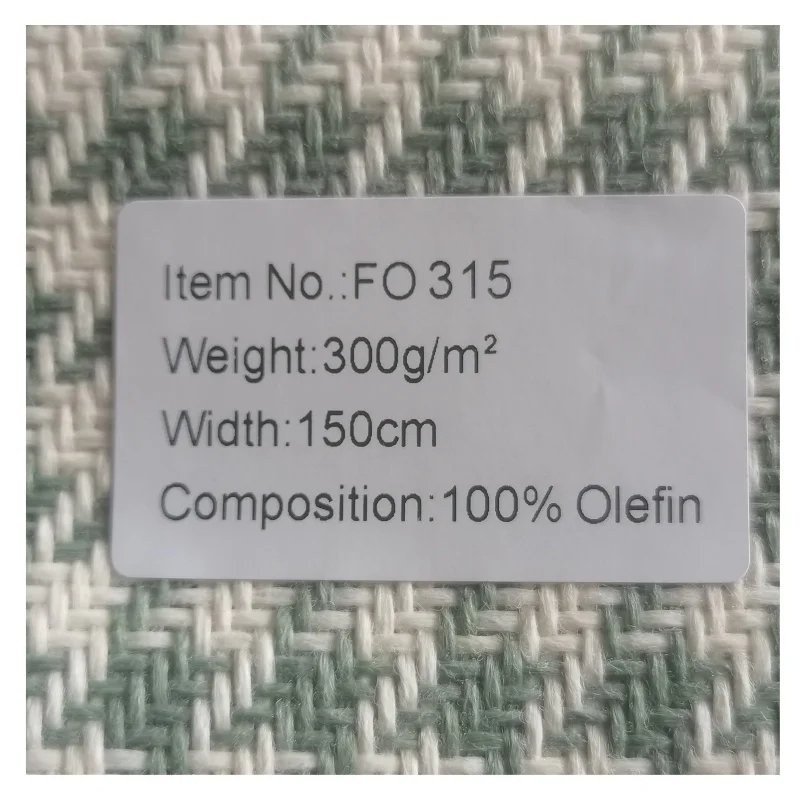 Item No.:FO 315
Weight:300g/m²
Width:150cm
Composition:100% Olefin